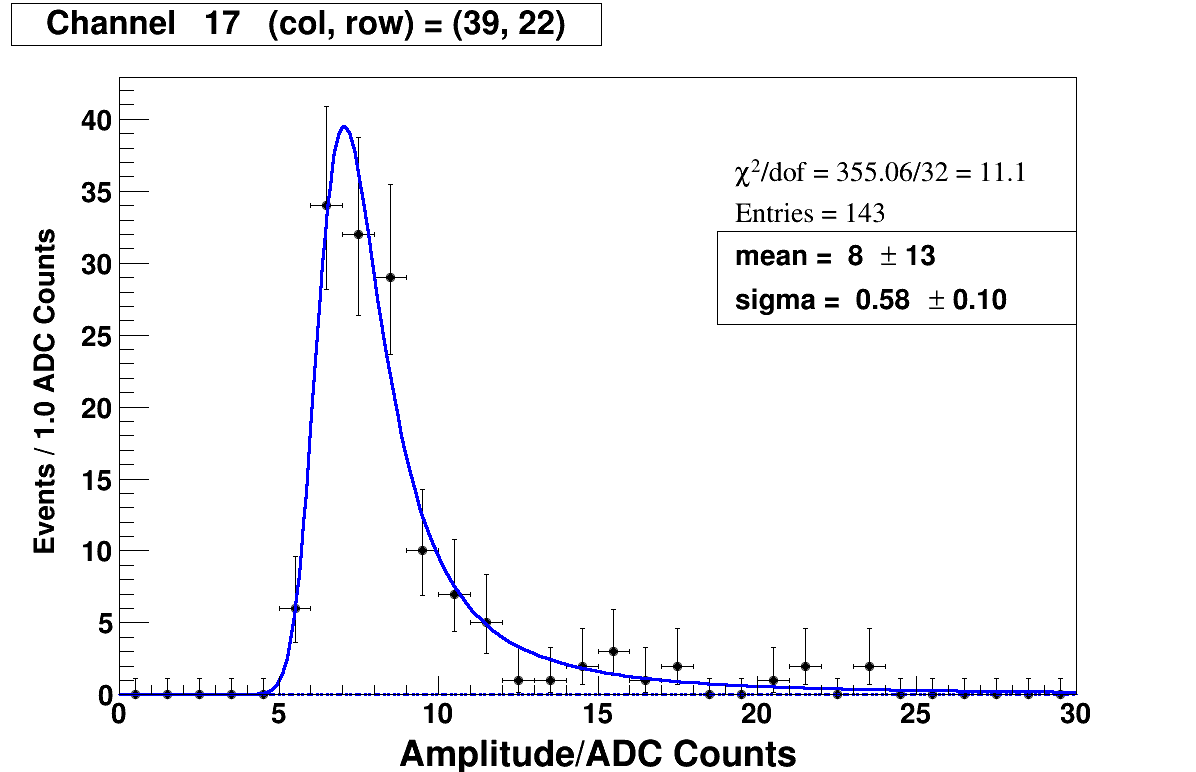 Channel 17 (col, row) = (39, 22)
χ²/dof = 355.06/32 = 11.1
Entries = 143
mean = 8 ± 13
sigma = 0.58 ± 0.10
Events / 1.0 ADC Counts
40
35
30
25
20
15
10
5
0
0 5 10 15 20 25 30
Amplitude/ADC Counts